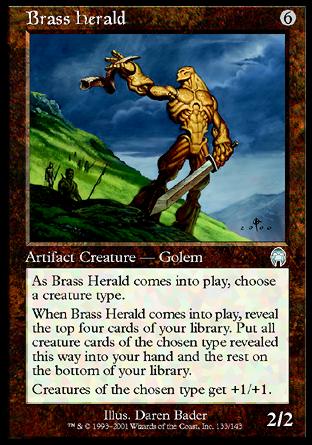 Brass Herald 6
2000
Artifact Creature — Golem
As Brass Herald comes into play, choose
a creature type.
When Brass Herald comes into play, reveal
the top four cards of your library. Put all
creature cards of the chosen type revealed
this way into your hand and the rest on
the bottom of your library.
Creatures of the chosen type get +1/+1.
Illus. Daren Bader
™ & © 1993–2001 Wizards of the Coast, Inc. 133/143
2/2